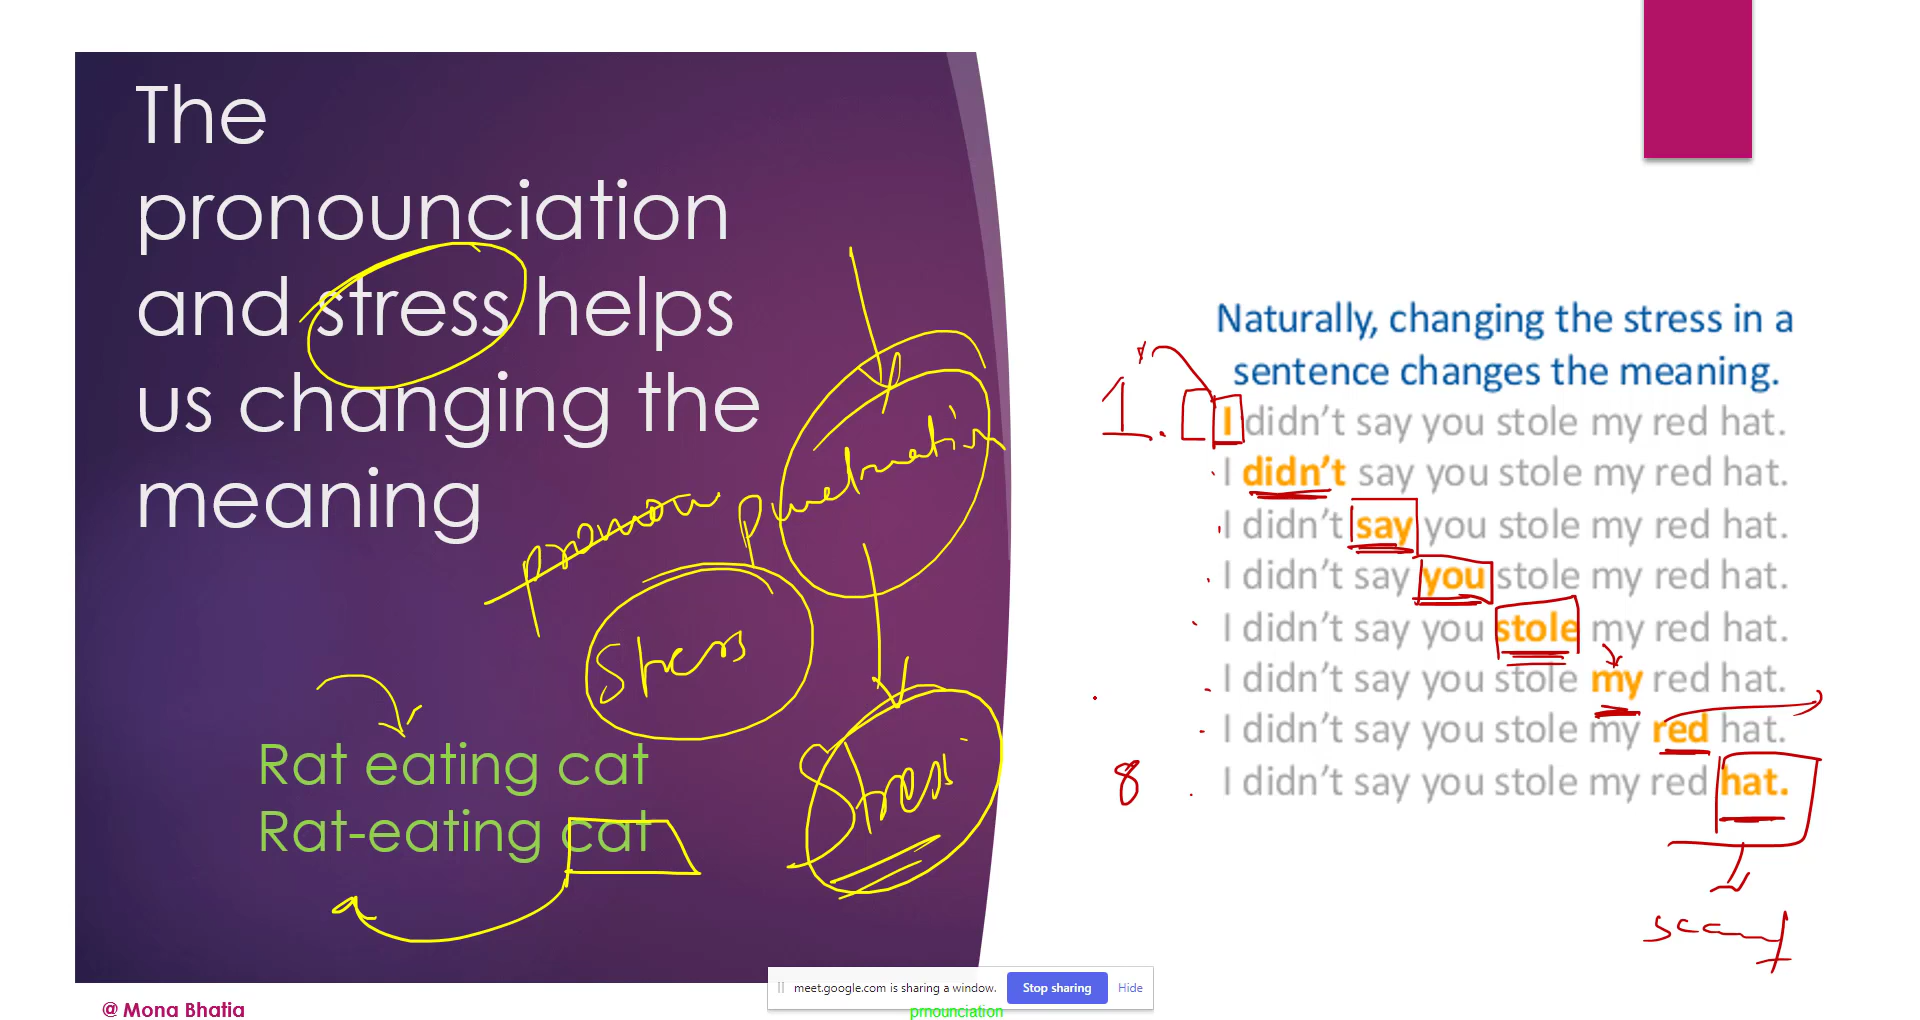 The
pronounciation
and stress helps
us changing the
meaning
pronoun
punctuation
Stress
Stress
Rat eating cat
Rat-eating cat
Naturally, changing the stress in a
sentence changes the meaning.
1.
I didn't say you stole my red hat.
I didn't say you stole my red hat.
I didn't say you stole my red hat.
I didn't say you stole my red hat.
I didn't say you stole my red hat.
I didn't say you stole my red hat.
I didn't say you stole my red hat.
8 I didn't say you stole my red hat.
scarf
meet.google.com is sharing a window. Stop sharing Hide
@ Mona Bhatia
prnounciation